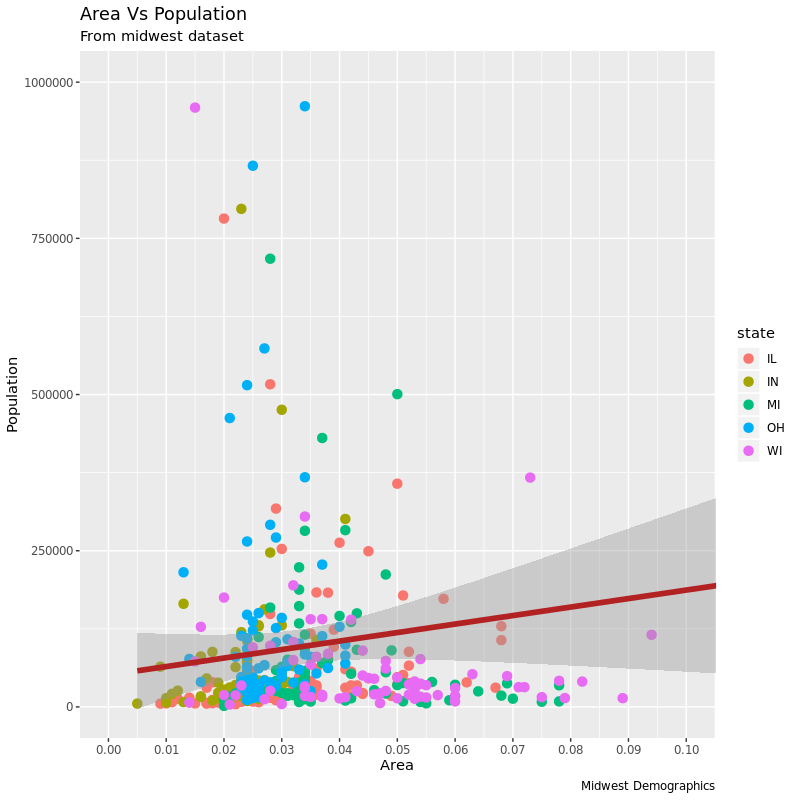 Area Vs Population
From midwest dataset
1000000
750000
500000
250000
0
Population
0.00 0.01 0.02 0.03 0.04 0.05 0.06 0.07 0.08 0.09 0.10
Area
state
IL
IN
MI
OH
WI
Midwest Demographics